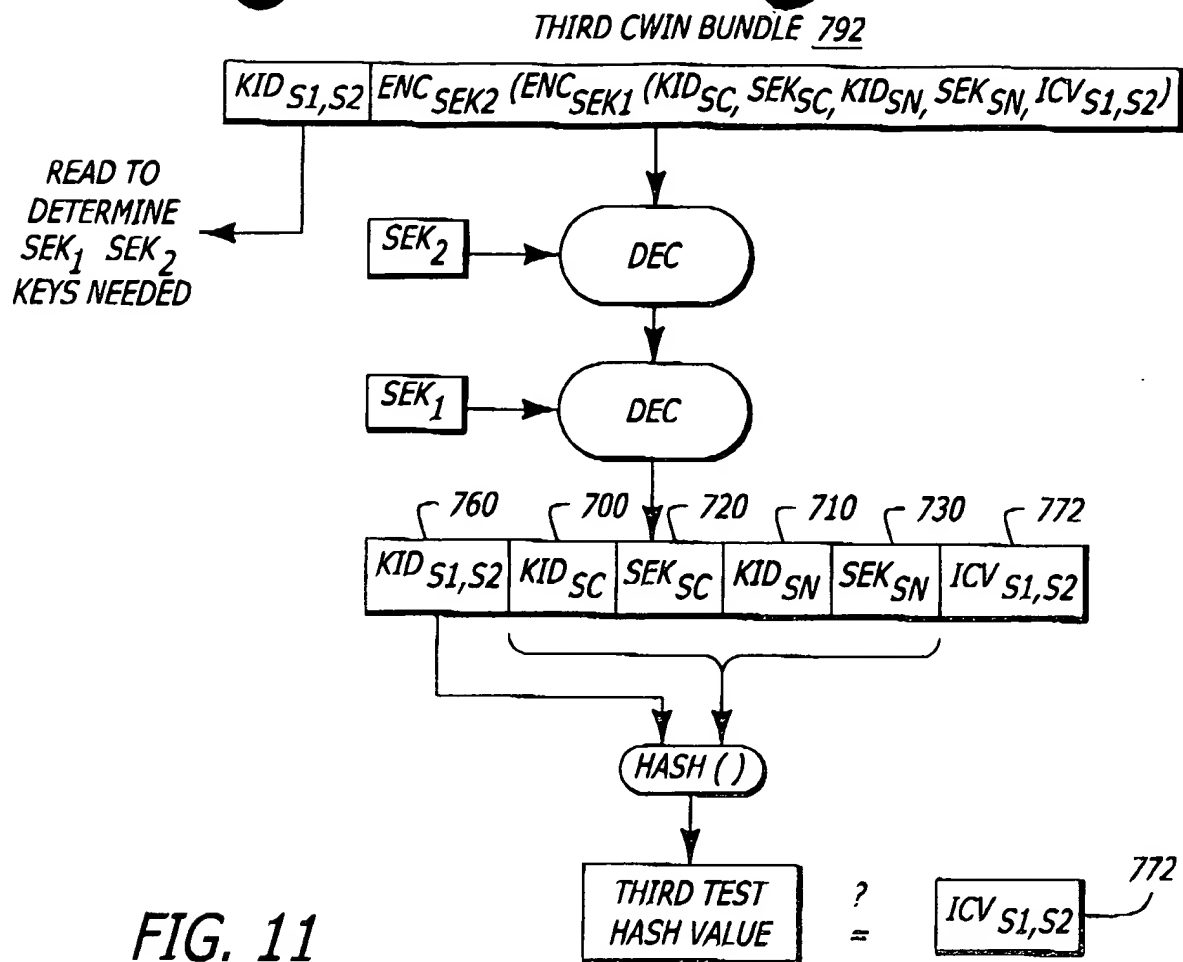 THIRD CWIN BUNDLE 792
KID S1,S2 ENC SEK2 (ENC SEK1 (KID SC, SEK SC, KID SN, SEK SN, ICV S1,S2)
READ TO
DETERMINE
SEK1 SEK2
KEYS NEEDED
SEK2
DEC
SEK1
DEC
760 700 720 710 730 772
KID S1,S2 KID SC SEK SC KID SN SEK SN ICV S1,S2
HASH ( )
THIRD TEST
HASH VALUE
?
=
ICV S1,S2
772
FIG. 11